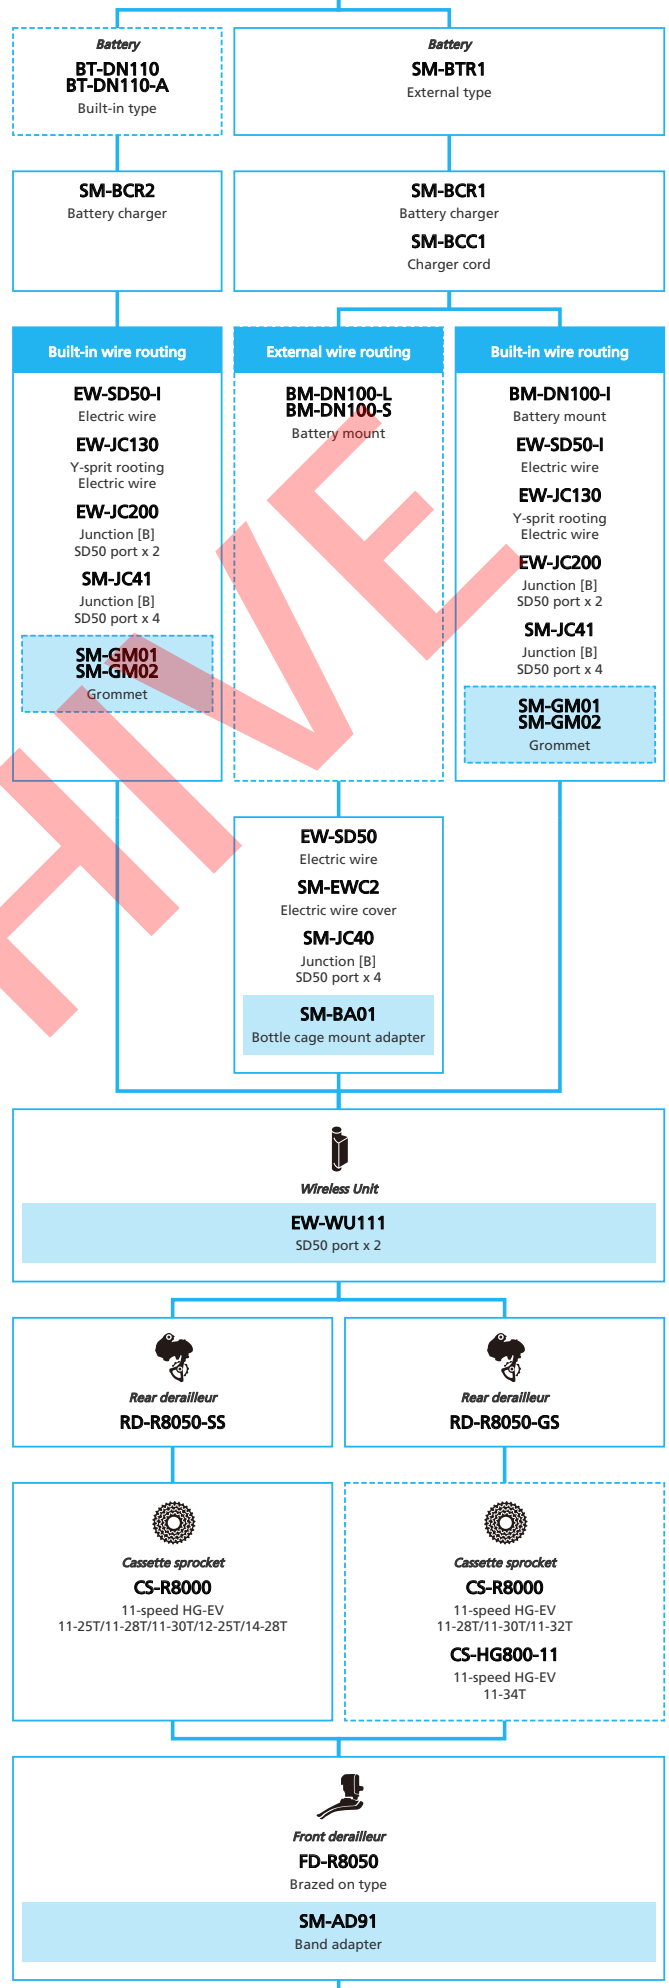 Battery
BT-DN110
BT-DN110-A
Built-in type
Battery
SM-BTR1
External type
SM-BCR2
Battery charger
SM-BCR1
Battery charger
SM-BCC1
Charger cord
Built-in wire routing
EW-SD50-I
Electric wire
EW-JC130
Y-sprit rooting
Electric wire
EW-JC200
Junction [B]
SD50 port x 2
SM-JC41
Junction [B]
SD50 port x 4
SM-GM01
SM-GM02
Grommet
External wire routing
BM-DN100-L
BM-DN100-S
Battery mount
Built-in wire routing
BM-DN100-I
Battery mount
EW-SD50-I
Electric wire
EW-JC130
Y-sprit rooting
Electric wire
EW-JC200
Junction [B]
SD50 port x 2
SM-JC41
Junction [B]
SD50 port x 4
SM-GM01
SM-GM02
Grommet
EW-SD50
Electric wire
SM-EWC2
Electric wire cover
SM-JC40
Junction [B]
SD50 port x 4
SM-BA01
Bottle cage mount adapter
Wireless Unit
EW-WU111
SD50 port x 2
Rear derailleur
RD-R8050-SS
Rear derailleur
RD-R8050-GS
Cassette sprocket
CS-R8000
11-speed HG-EV
11-25T/11-28T/11-30T/12-25T/14-28T
Cassette sprocket
CS-R8000
11-speed HG-EV
11-28T/11-30T/11-32T
CS-HG800-11
11-speed HG-EV
11-34T
Front derailleur
FD-R8050
Brazed on type
SM-AD91
Band adapter
HIVE